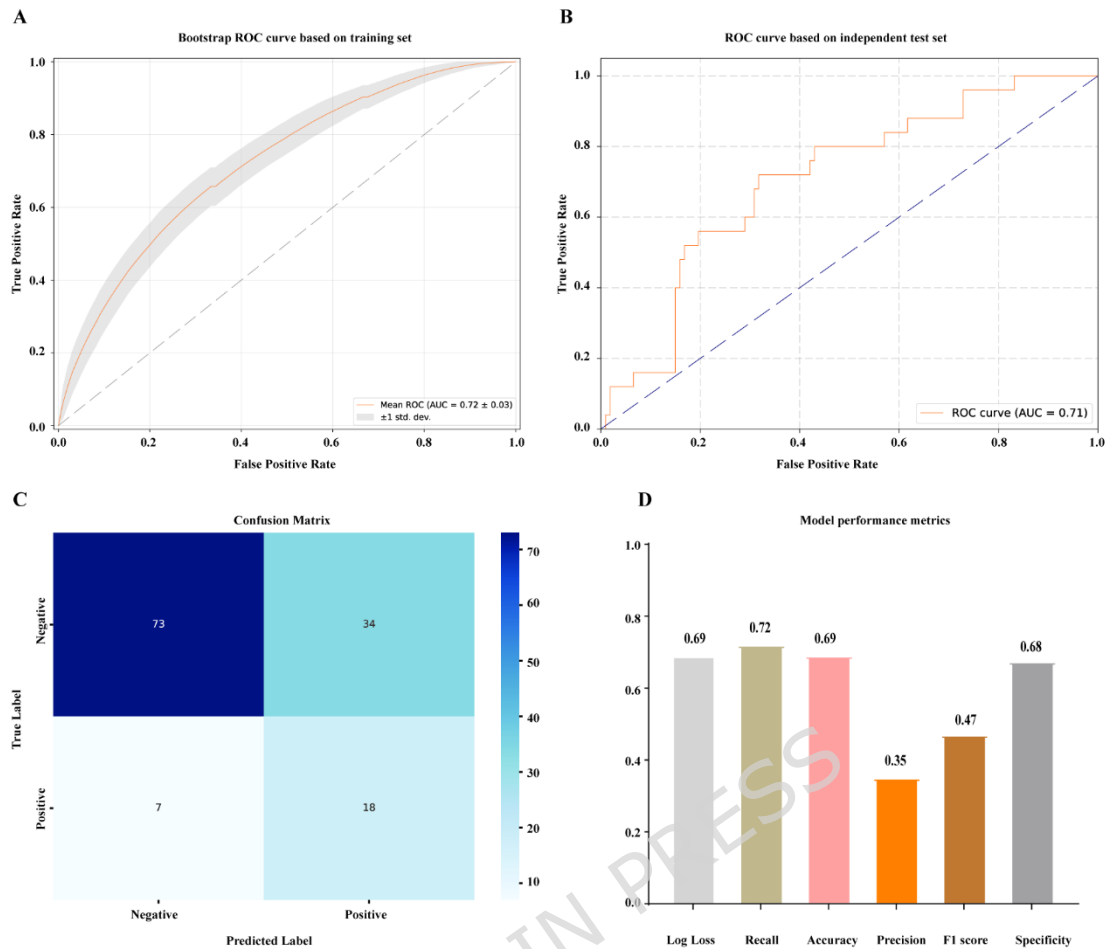 A
Bootstrap ROC curve based on training set
1.0
0.8
0.6
0.4
0.2
0.0
True Positive Rate
0.0 0.2 0.4 0.6 0.8 1.0
False Positive Rate
Mean ROC (AUC = 0.72 ± 0.03)
±1 std. dev.
B
ROC curve based on independent test set
1.0
0.8
0.6
0.4
0.2
0.0
True Positive Rate
0.0 0.2 0.4 0.6 0.8 1.0
False Positive Rate
ROC curve (AUC = 0.71)
C
Confusion Matrix
True Label
Negative
Positive
73 34
7 18
Negative Positive
Predicted Label
70
60
50
40
30
20
10
D
Model performance metrics
1.0
0.8
0.6
0.4
0.2
0.0
0.69 0.72 0.69 0.35 0.47 0.68
Log Loss Recall Accuracy Precision F1 score Specificity
IN PRESS